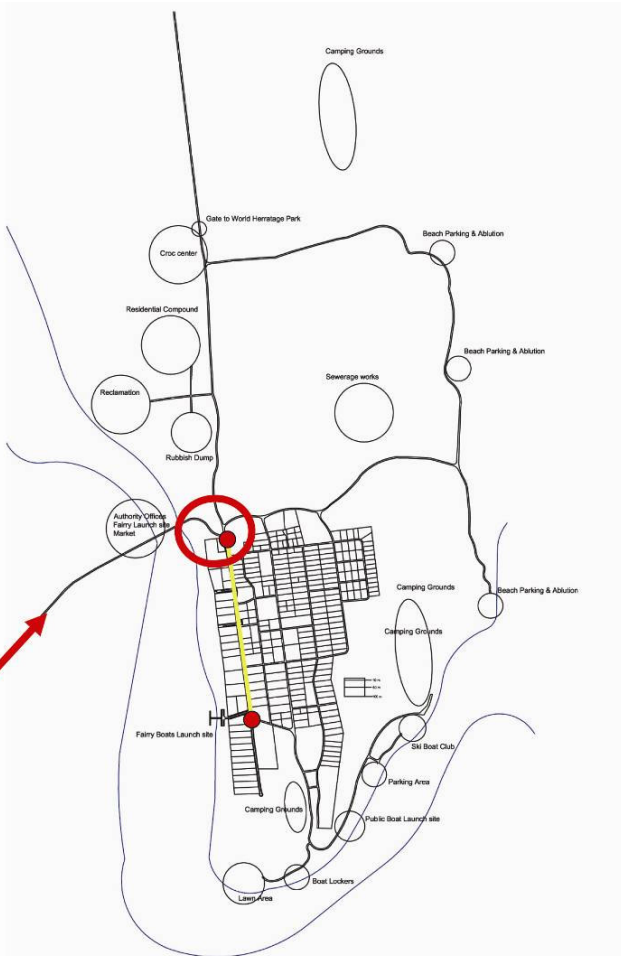 Camping Grounds
Gate to World Herratage Park
Croc center
Beach Parking & Ablution
Residential Compound
Beach Parking & Ablution
Reclamation
Sewerage works
Rubbish Dump
Authority Offices
Fairry Launch site
Market
Camping Grounds
Beach Parking & Ablution
Camping Grounds
Fairry Boats Launch site
Ski Boat Club
Parking Area
Camping Grounds
Public Boat Launch site
Boat Lockers
Lawn Area